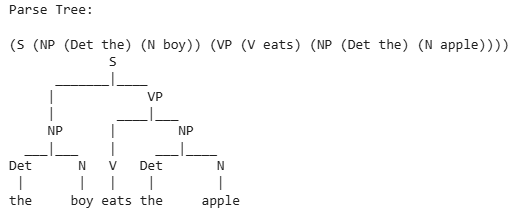 Parse Tree:
(S (NP (Det the) (N boy)) (VP (V eats) (NP (Det the) (N apple))))
S
VP
NP NP
Det N V Det N
the boy eats the apple